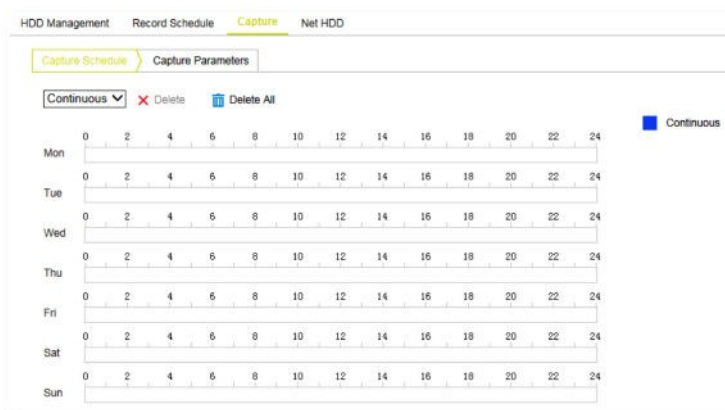 HDD Management Record Schedule Capture Net HDD
Capture Schedule Capture Parameters
Continuous Delete Delete All
Continuous
0 2 4 6 8 10 12 14 16 18 20 22 24
Mon
0 2 4 6 8 10 12 14 16 18 20 22 24
Tue
0 2 4 6 8 10 12 14 16 18 20 22 24
Wed
0 2 4 6 8 10 12 14 16 18 20 22 24
Thu
0 2 4 6 8 10 12 14 16 18 20 22 24
Fri
0 2 4 6 8 10 12 14 16 18 20 22 24
Sat
0 2 4 6 8 10 12 14 16 18 20 22 24
Sun